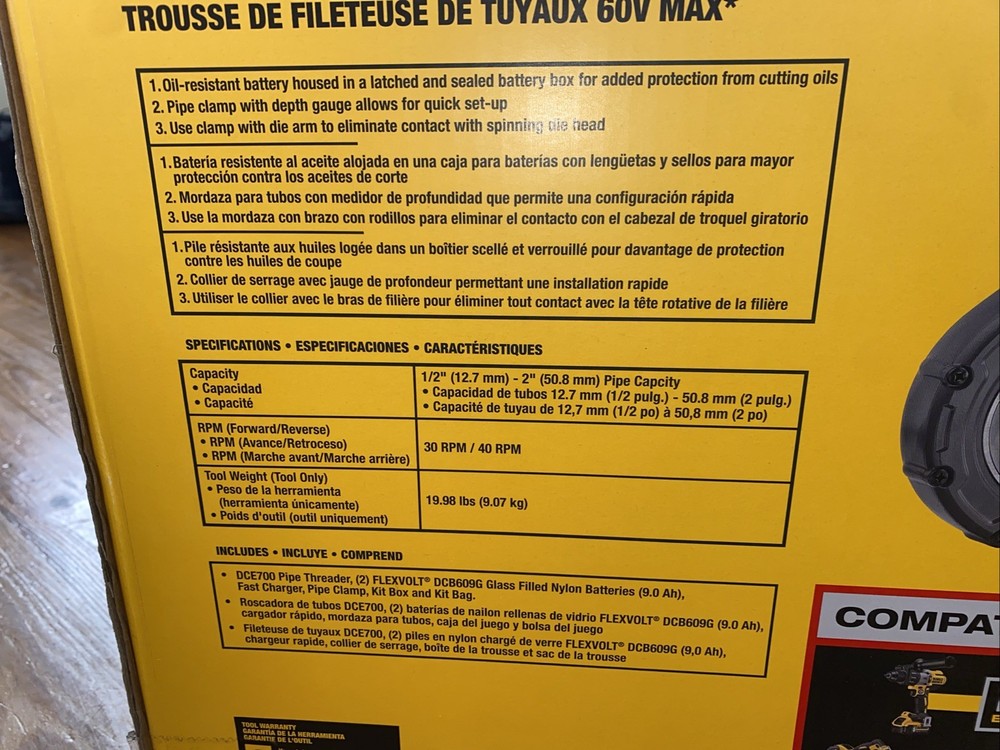 TROUSSE DE FILETEUSE DE TUYAUX 60V MAX*
1. Oil-resistant battery housed in a latched and sealed battery box for added protection from cutting oils
2. Pipe clamp with depth gauge allows for quick set-up
3. Use clamp with die arm to eliminate contact with spinning die head
1. Batería resistente al aceite alojada en una caja para baterías con lengüetas y sellos para mayor
protección contra los aceites de corte
2. Mordaza para tubos con medidor de profundidad que permite una configuración rápida
3. Use la mordaza con brazo con rodillos para eliminar el contacto con el cabezal de troquel giratorio
1. Pile résistante aux huiles logée dans un boîtier scellé et verrouillé pour davantage de protection
contre les huiles de coupe
2. Collier de serrage avec jauge de profondeur permettant une installation rapide
3. Utiliser le collier avec le bras de filière pour éliminer tout contact avec la tête rotative de la filière
SPECIFICATIONS • ESPECIFICACIONES • CARACTÉRISTIQUES
Capacity
• Capacidad
• Capacité
1/2" (12.7 mm) - 2" (50.8 mm) Pipe Capcity
• Capacidad de tubos 12.7 mm (1/2 pulg.) - 50.8 mm (2 pulg.)
• Capacité de tuyau de 12,7 mm (1/2 po) à 50,8 mm (2 po)
RPM (Forward/Reverse)
• RPM (Avance/Retroceso)
• RPM (Marche avant/Marche arrière)
30 RPM / 40 RPM
Tool Weight (Tool Only)
• Peso de la herramienta
(herramienta únicamente)
• Poids d'outil (outil uniquement)
19.98 lbs (9.07 kg)
INCLUDES • INCLUYE • COMPREND
• DCE700 Pipe Threader, (2) FLEXVOLT® DCB609G Glass Filled Nylon Batteries (9.0 Ah),
Fast Charger, Pipe Clamp, Kit Box and Kit Bag.
• Roscadora de tubos DCE700, (2) baterías de nailon rellenas de vidrio FLEXVOLT® DCB609G (9.0 Ah),
cargador rápido, mordaza para tubos, caja del juego y bolsa del juego
• Fileteuse de tuyaux DCE700, (2) piles en nylon chargé de verre FLEXVOLT® DCB609G (9,0 Ah),
chargeur rapide, collier de serrage, boîte de la trousse et sac de la trousse
COMPA
TOOL WARRANTY
GARANTÍA DE LA HERRAMIENTA
GARANTIE DE L'OUTIL